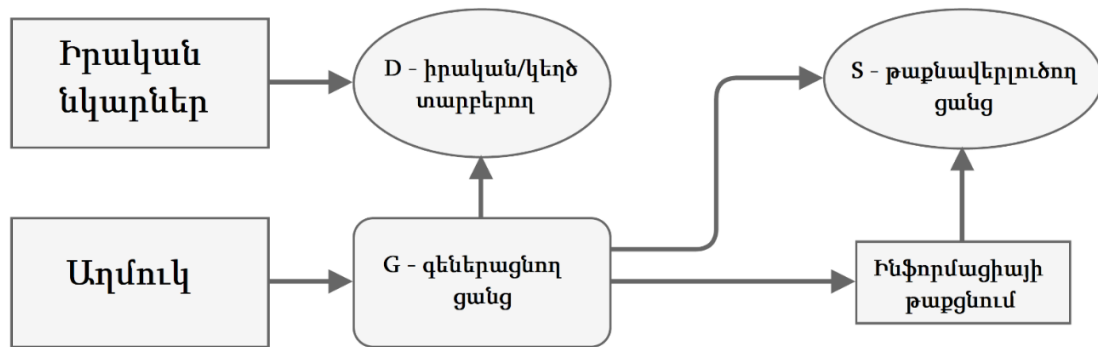 Իրական
նկարներ
D - իրական/կեղծ
տարբերող
S - թաքնավերլուծող
ցանց
Աղմուկ
G - գեներացնող
ցանց
Ինֆորմացիայի
թաքցնում